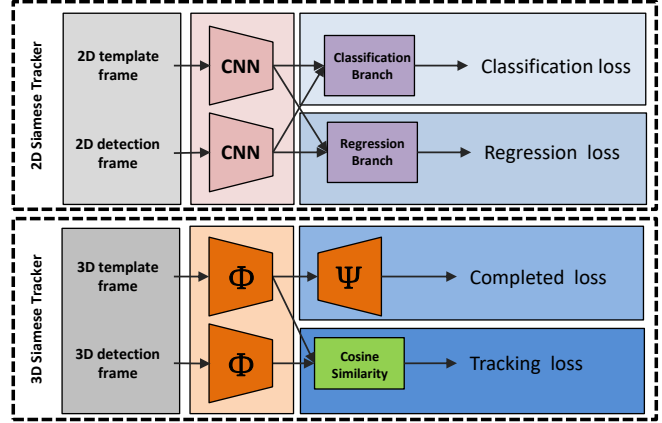 2D Siamese Tracker
2D template
frame
CNN
Classification
Branch
Classification loss
2D detection
frame
CNN
Regression
Branch
Regression loss
3D Siamese Tracker
3D template
frame
Φ
Ψ
Completed loss
3D detection
frame
Φ
Cosine
Similarity
Tracking loss